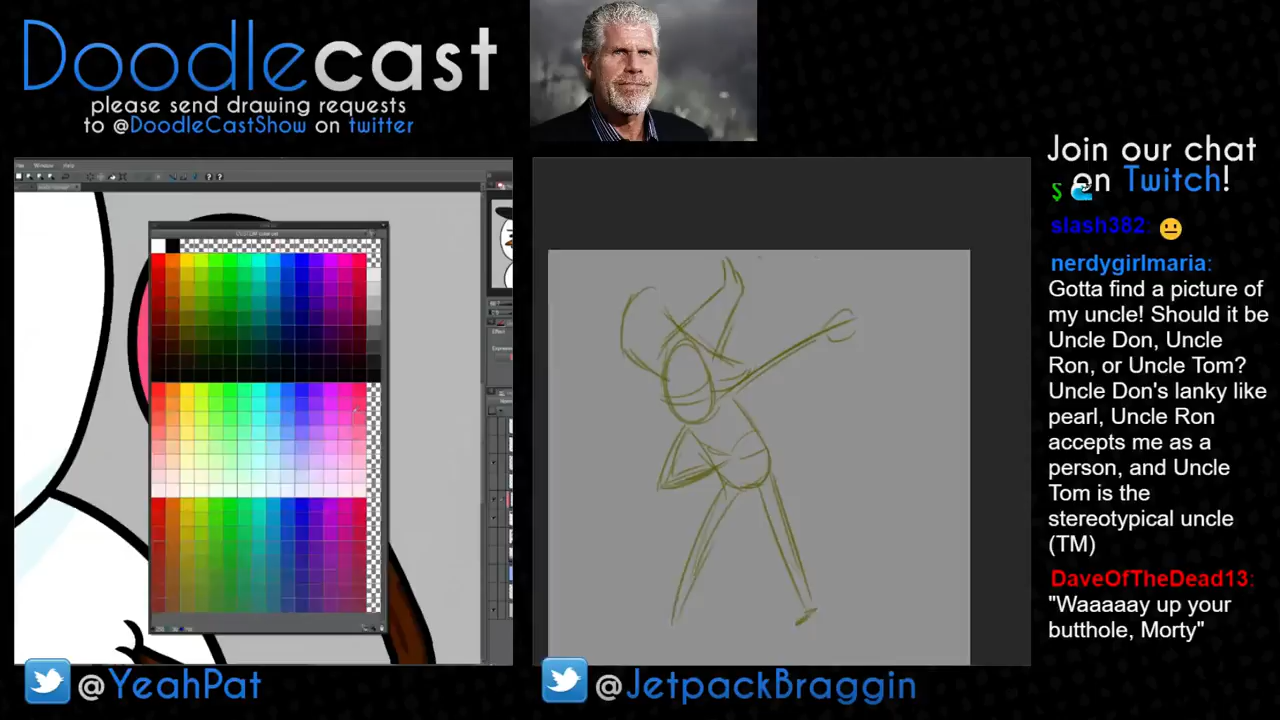 Doodlecast
please send drawing requests
to @DoodleCastShow on twitter
Window Help
@YeahPat
@JetpackBraggin
Join our chat
on Twitch!
slash382:
nerdygirlmaria:
Gotta find a picture of
my uncle! Should it be
Uncle Don, Uncle
Ron, or Uncle Tom?
Uncle Don's lanky like
pearl, Uncle Ron
accepts me as a
person, and Uncle
Tom is the
stereotypical uncle
(TM)
DaveOfTheDead13:
"Waaaaay up your
butthole, Morty"